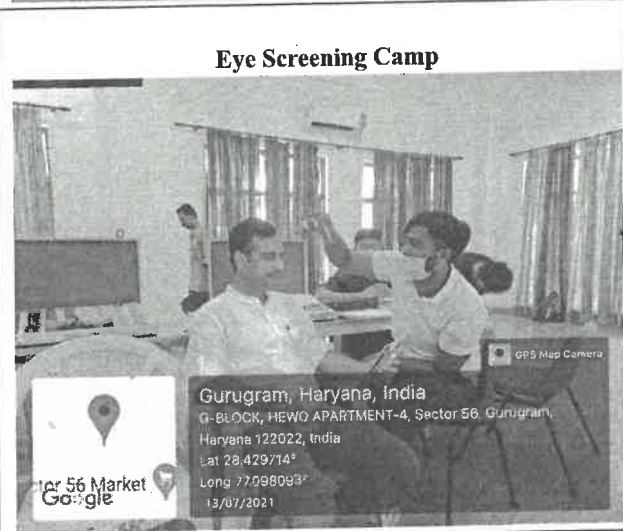 Eye Screening Camp
GPS Map Camera
Gurugram, Haryana, India
G-BLOCK, HEWO APARTMENT-4, Sector 56, Gurugram,
Haryana 122022, India
Lat 28.429714°
Long 77.098093°
13/07/2021
tor 56 Market
Google